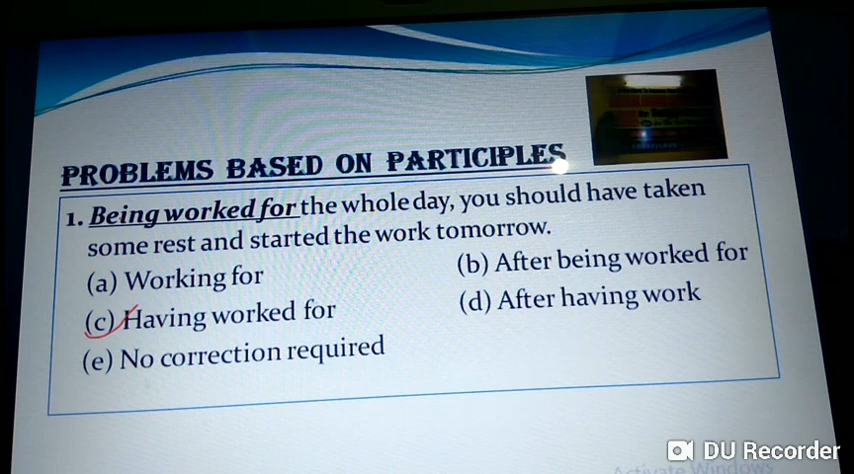 PROBLEMS BASED ON PARTICIPLES
1. Being worked for the whole day, you should have taken
some rest and started the work tomorrow.
(a) Working for
(b) After being worked for
(c) Having worked for
(d) After having work
(e) No correction required
Activate Windows
DU Recorder